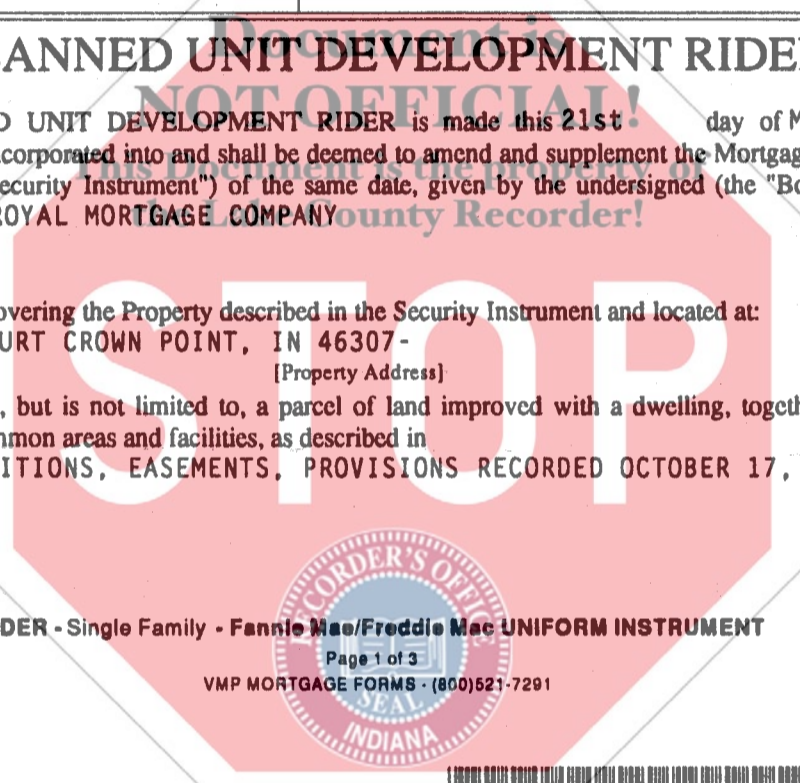 Document is
ANNED UNIT DEVELOPMENT RIDE
NOT OFFICIAL!
D UNIT DEVELOPMENT RIDER is made this 21st day of M
corporated into and shall be deemed to amend and supplement the Mortgag
This Document is the property of
ecurity Instrument") of the same date, given by the undersigned (the "Bo
ROYAL MORTGAGE COMPANY
the Lake County Recorder!
overing the Property described in the Security Instrument and located at:
URT CROWN POINT, IN 46307-
[Property Address]
STOP
, but is not limited to, a parcel of land improved with a dwelling, togeth
mmon areas and facilities, as described in
ITIONS, EASEMENTS, PROVISIONS RECORDED OCTOBER 17,
RECORDER'S OFFICE
DER - Single Family - Fannie Mae/Freddie Mac UNIFORM INSTRUMENT
Page 1 of 3
VMP MORTGAGE FORMS - (800)521-7291
SEAL
INDIANA